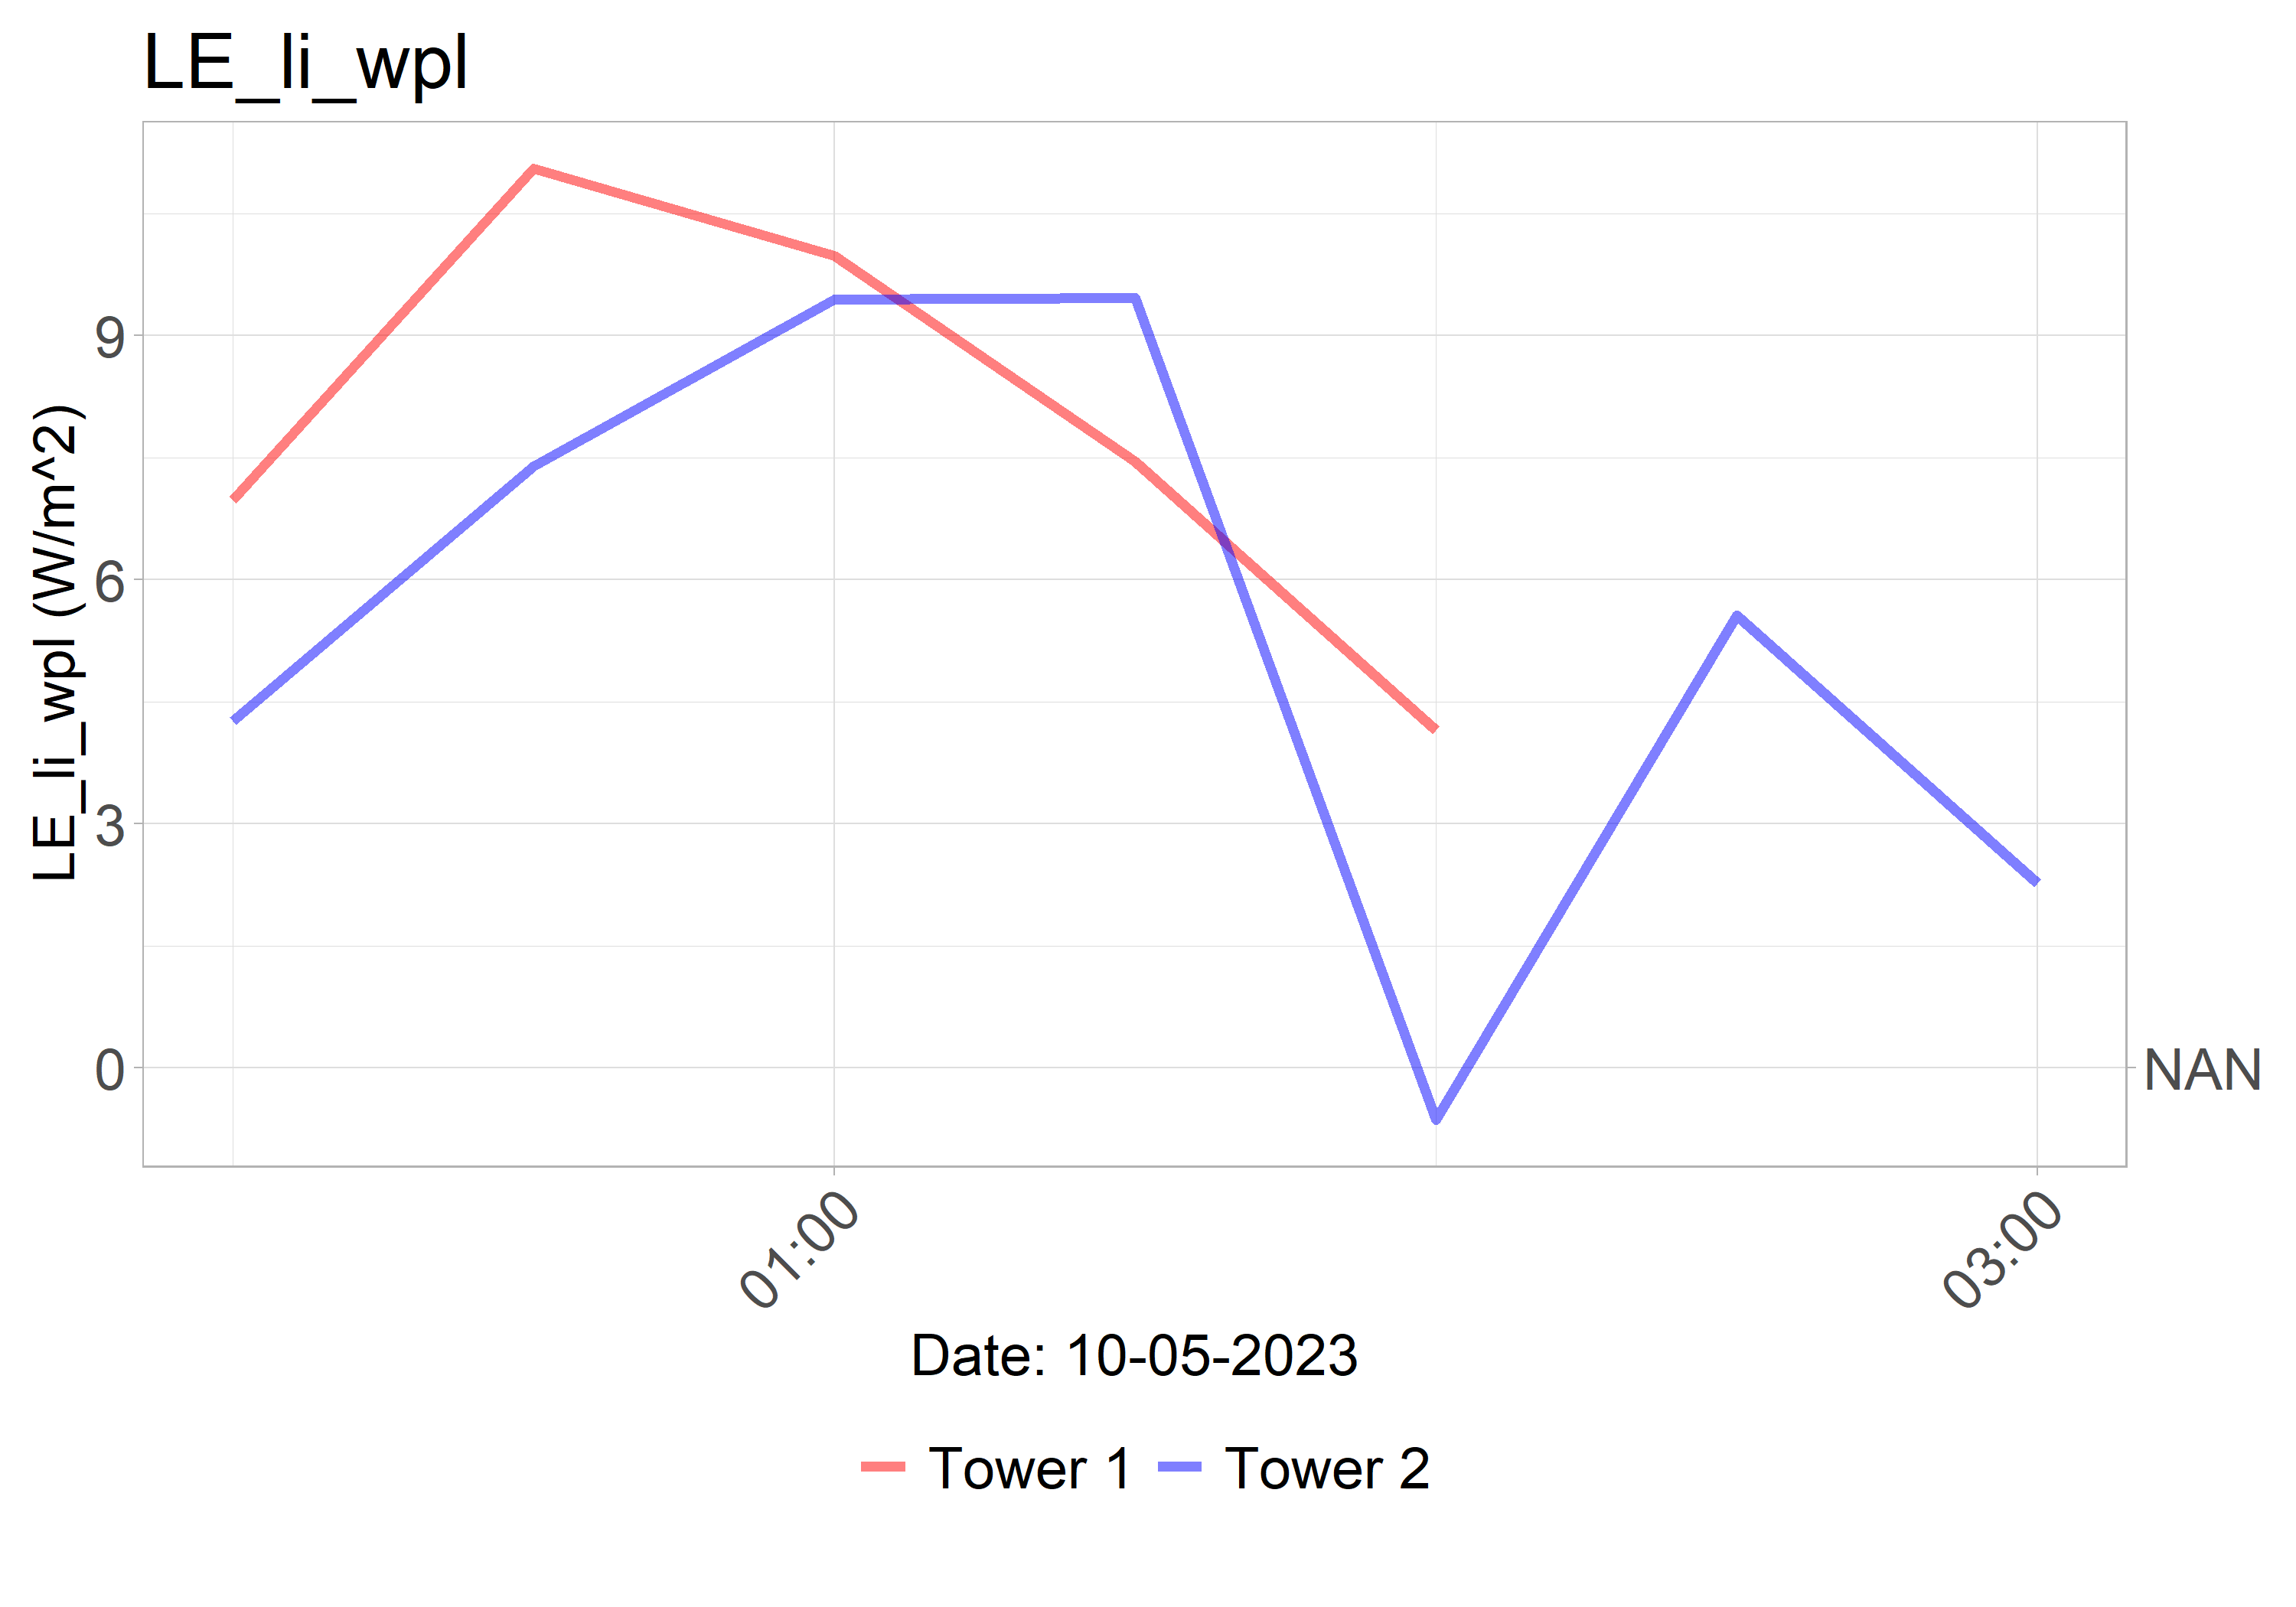 LE_li_wpl
LE_li_wpl (W/m^2)
9
6
3
0
NAN
01:00
03:00
Date: 10-05-2023
Tower 1
Tower 2